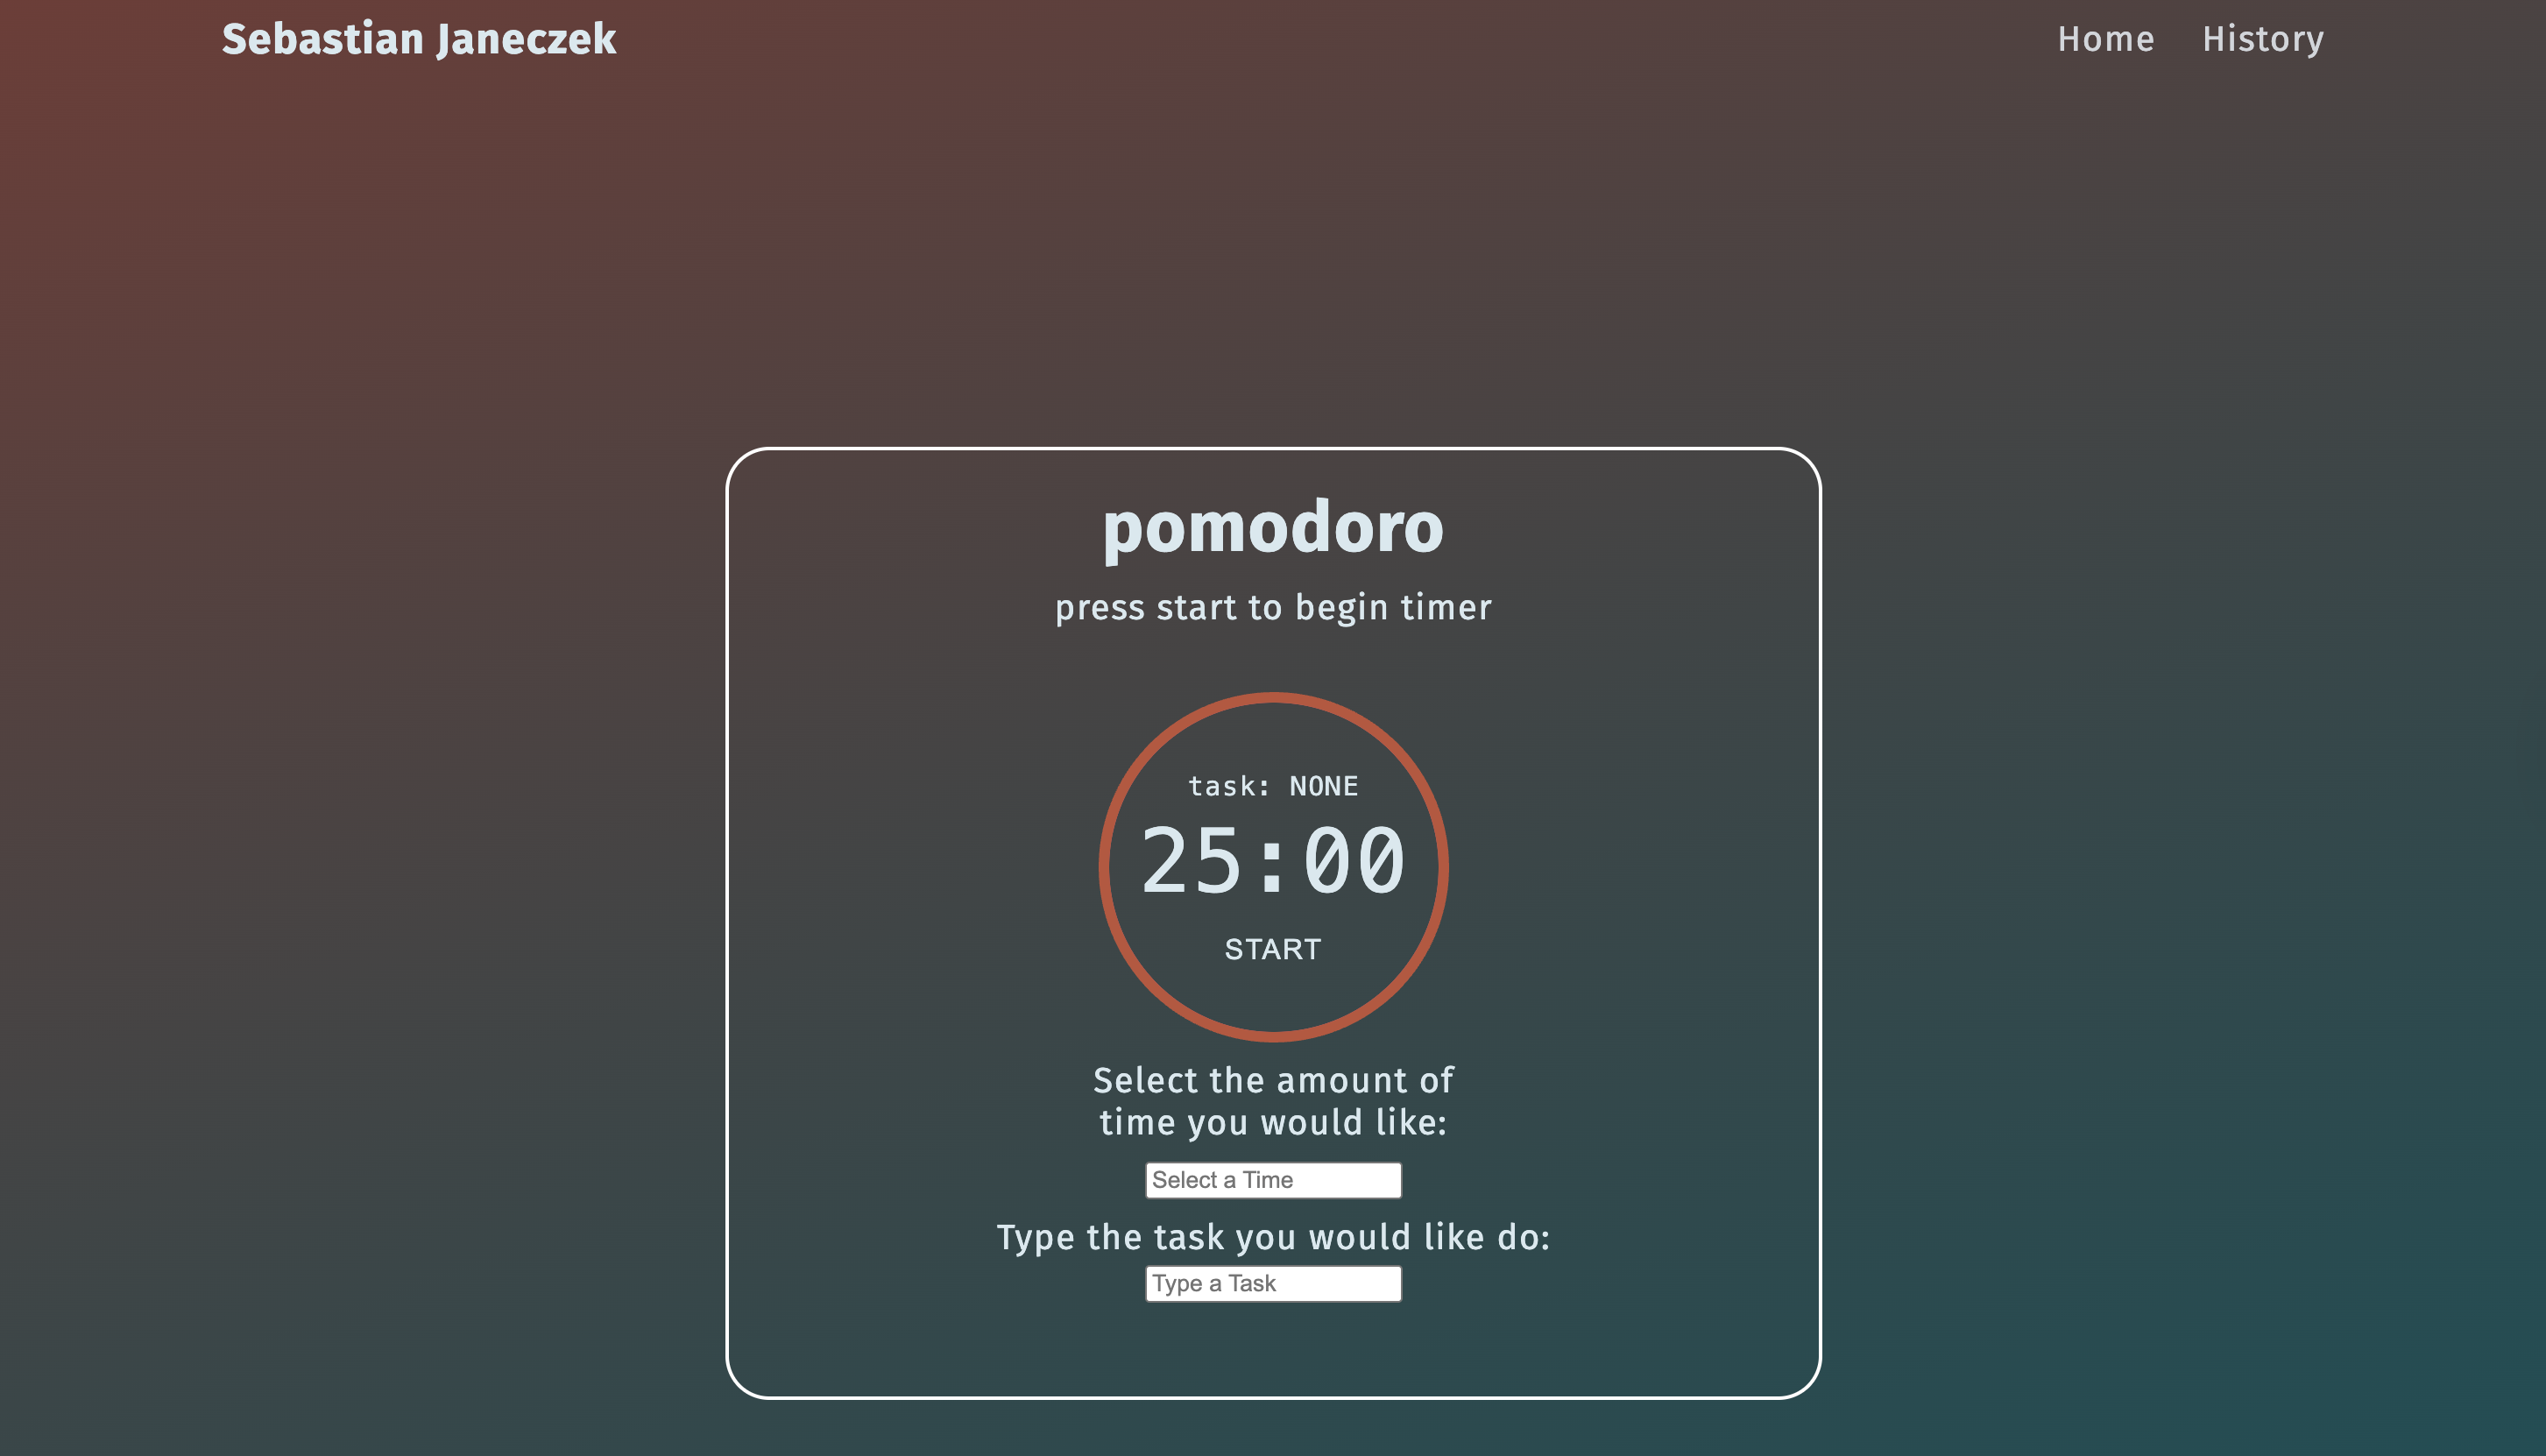 Sebastian Janeczek
Home History
pomodoro
press start to begin timer
task: NONE
25:00
START
Select the amount of
time you would like:
Select a Time
Type the task you would like do:
Type a Task